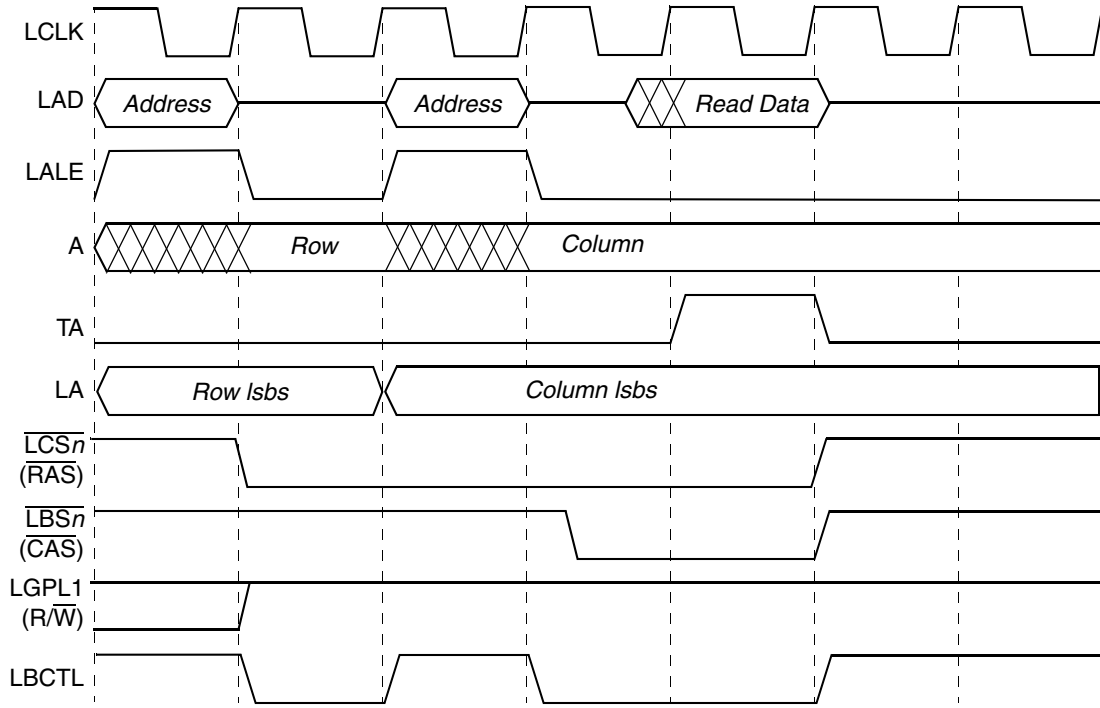 LCLK
LAD Address Address Read Data
LALE
A Row Column
TA
LA Row lsbs Column lsbs
LCSn
(RAS)
LBSn
(CAS)
LGPL1
(R/W)
LBCTL